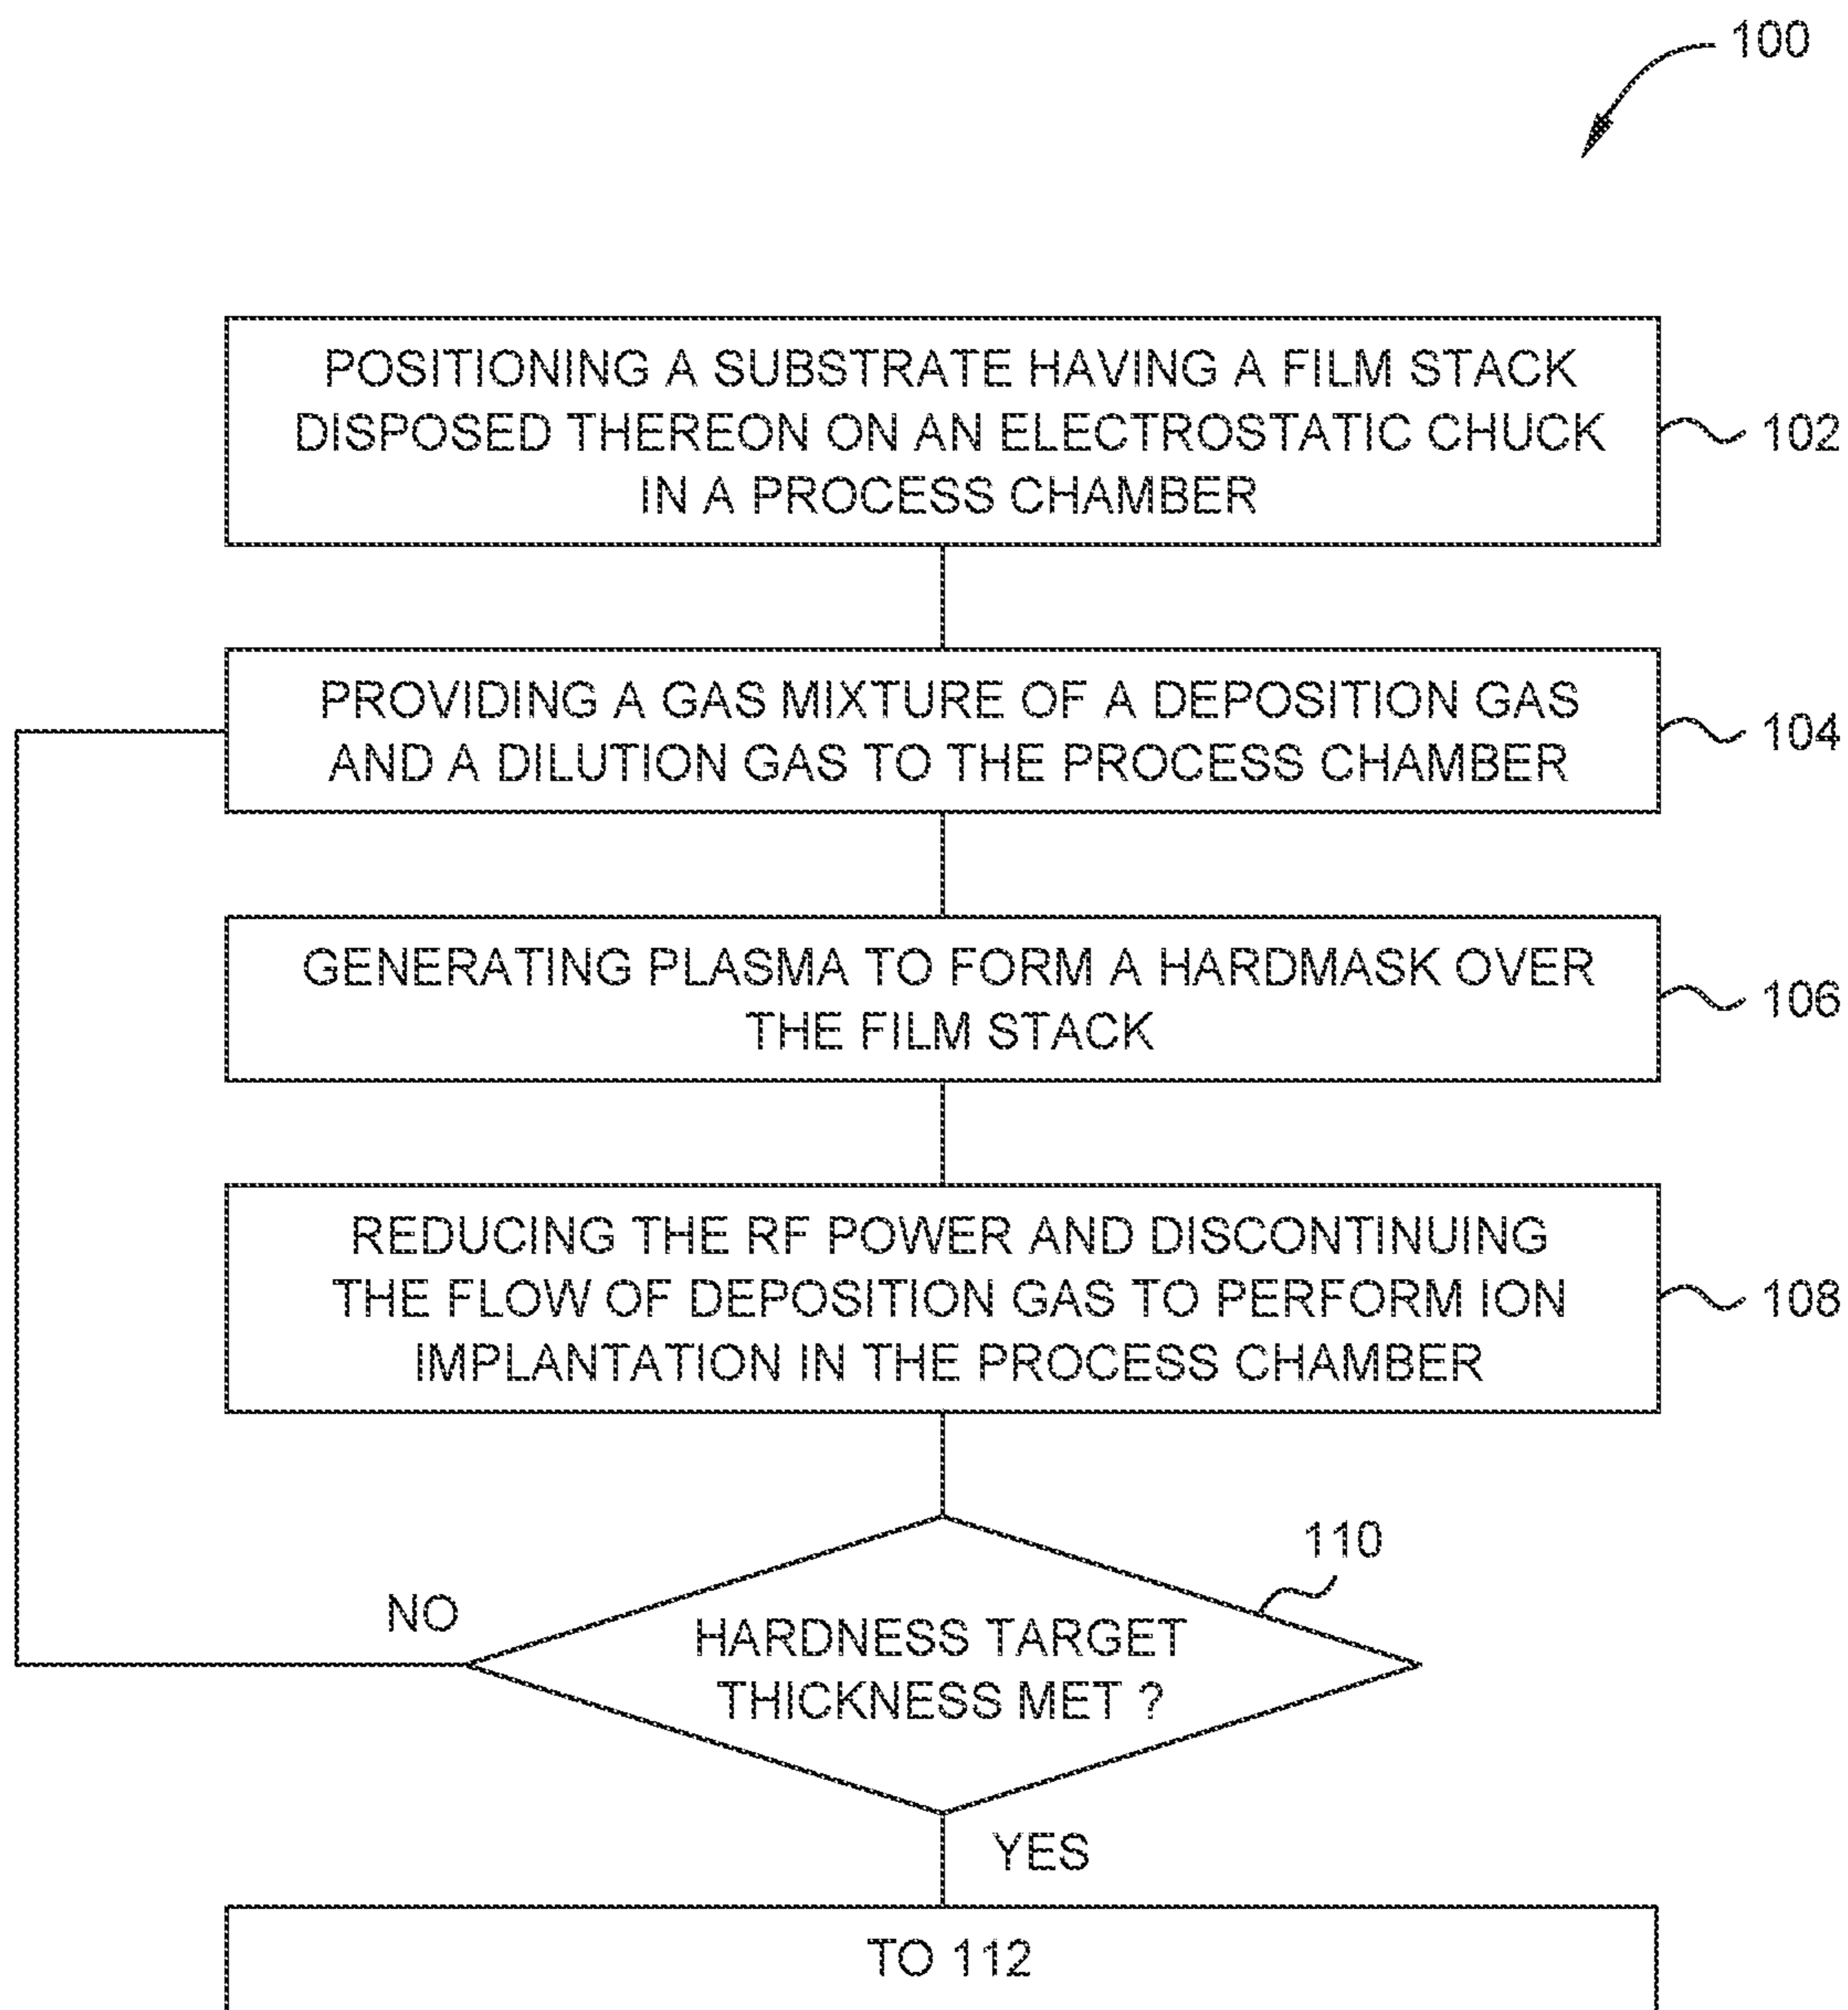 100
POSITIONING A SUBSTRATE HAVING A FILM STACK
DISPOSED THEREON ON AN ELECTROSTATIC CHUCK
IN A PROCESS CHAMBER
102
PROVIDING A GAS MIXTURE OF A DEPOSITION GAS
AND A DILUTION GAS TO THE PROCESS CHAMBER
104
GENERATING PLASMA TO FORM A HARDMASK OVER
THE FILM STACK
106
REDUCING THE RF POWER AND DISCONTINUING
THE FLOW OF DEPOSITION GAS TO PERFORM ION
IMPLANTATION IN THE PROCESS CHAMBER
108
110
NO
HARDNESS TARGET
THICKNESS MET ?
YES
TO 112